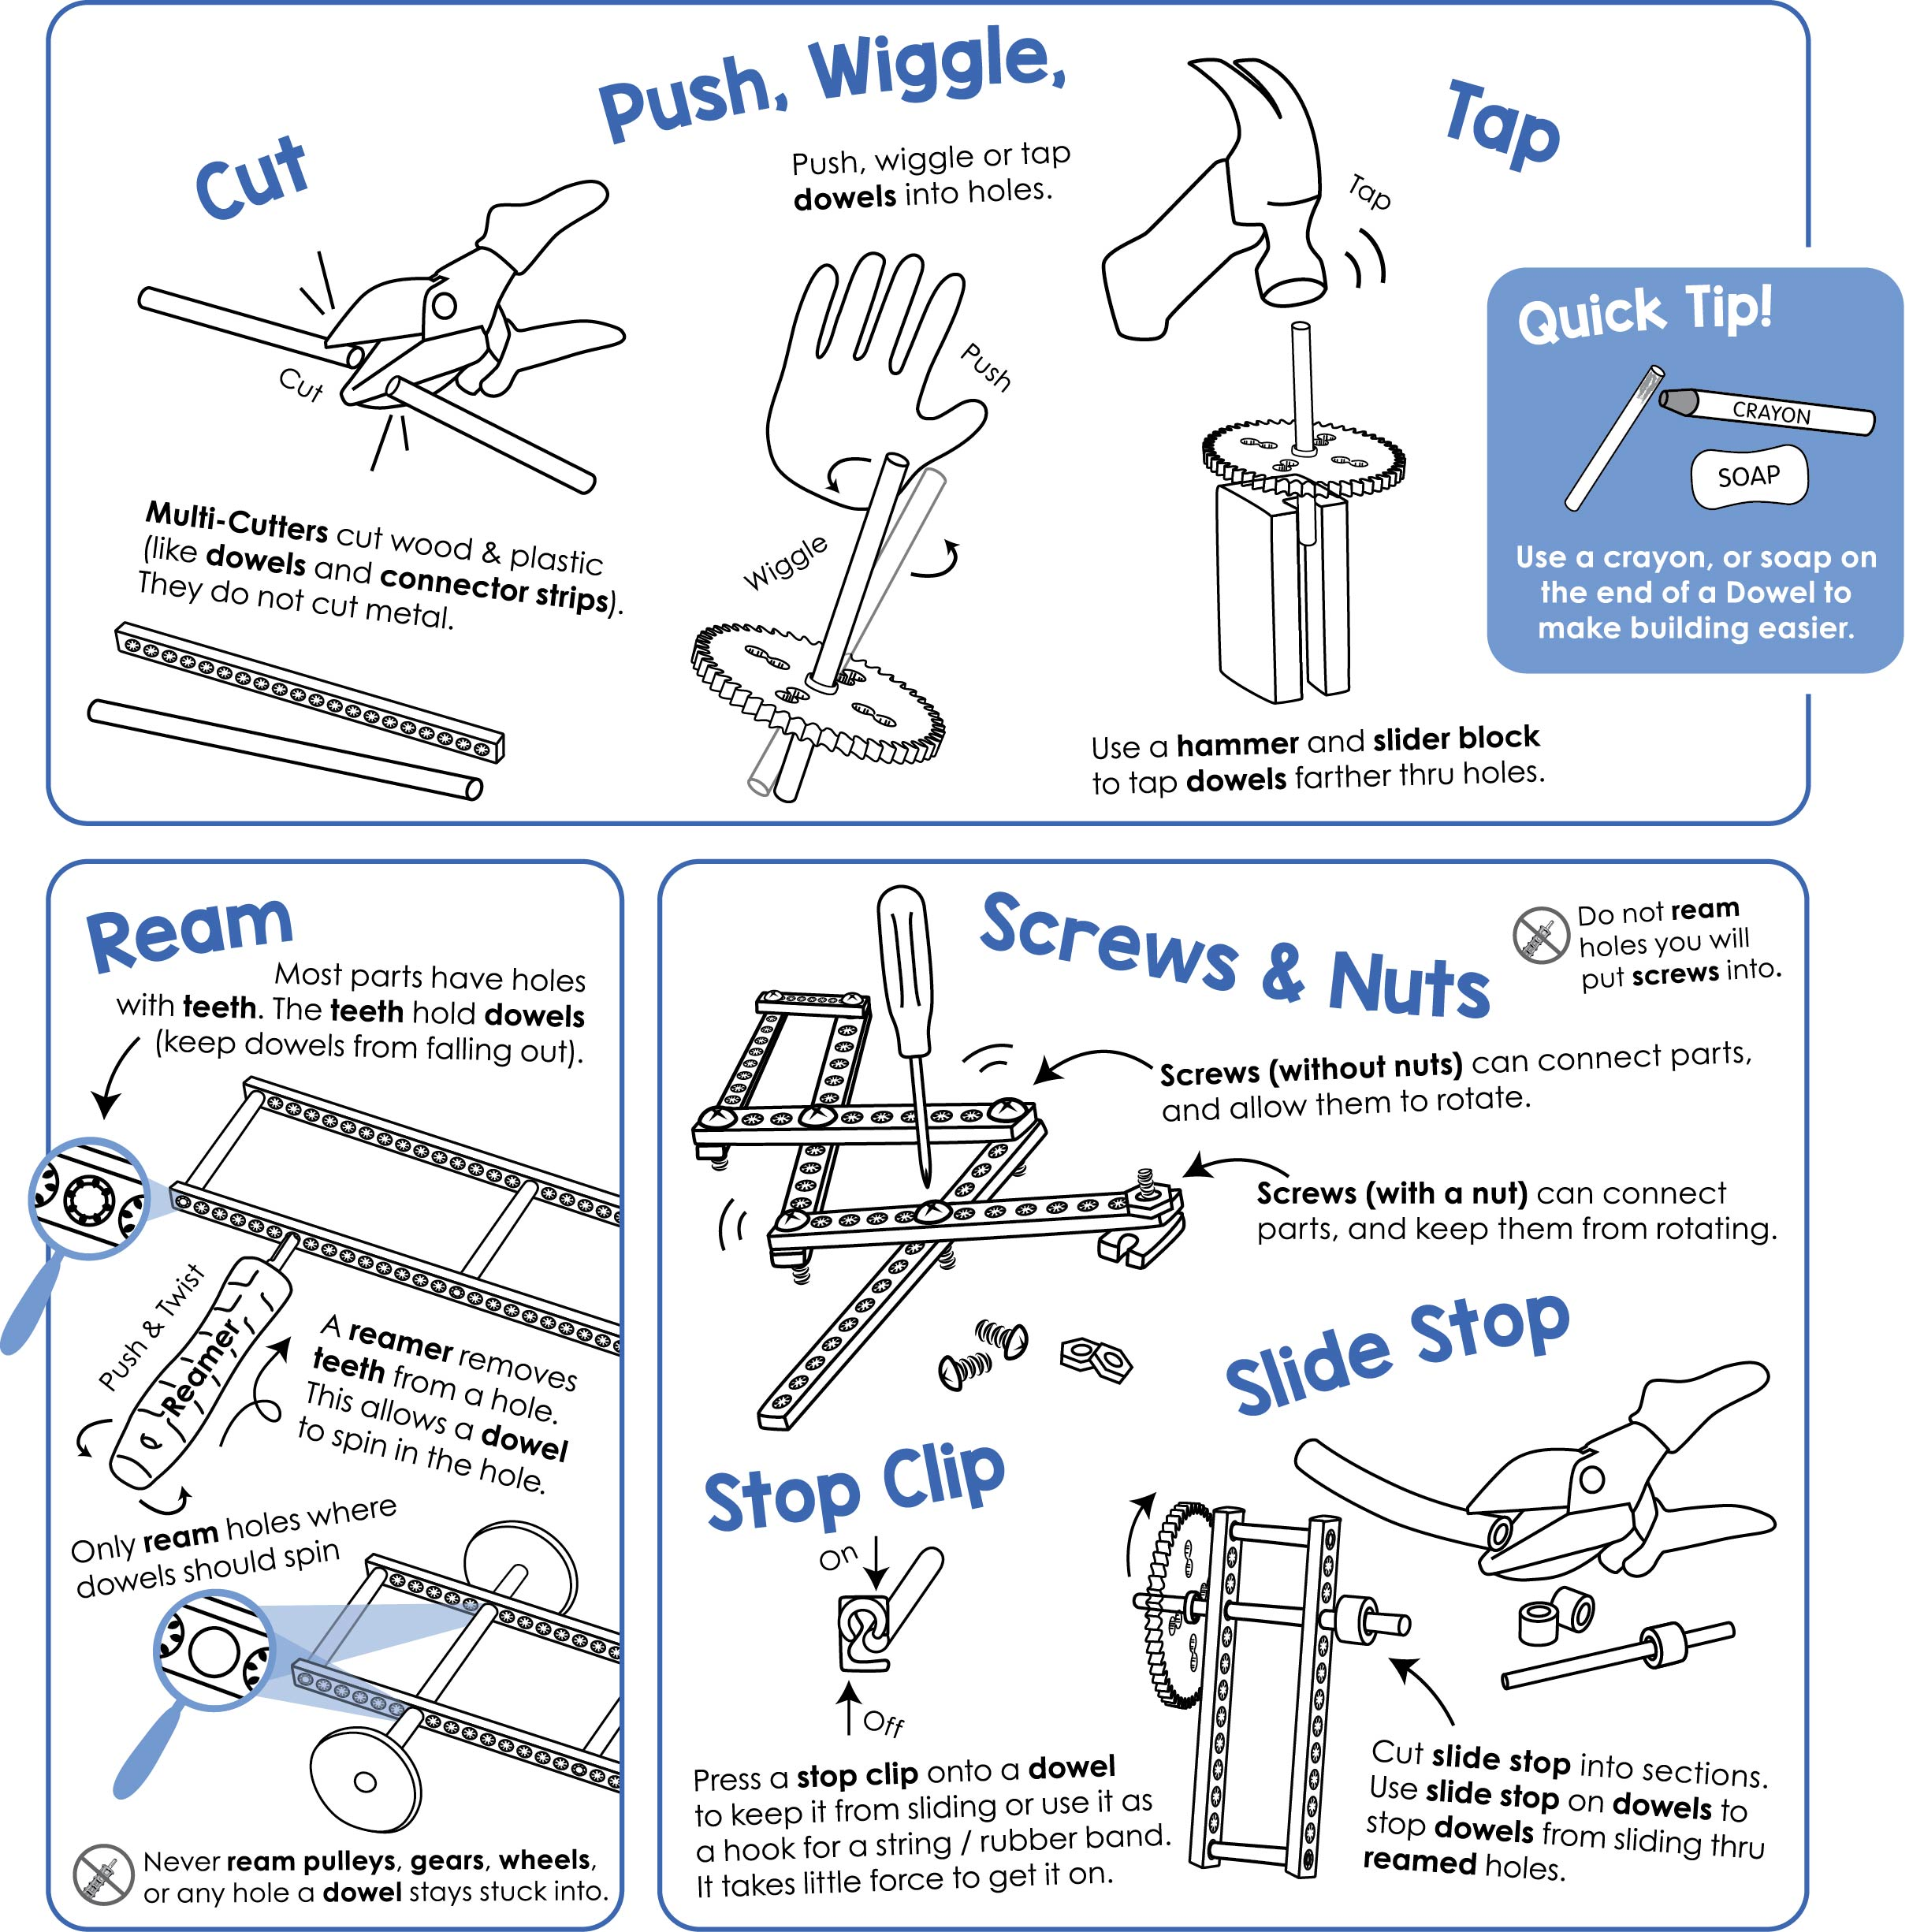 Cut
Push, Wiggle,
Tap
Push, wiggle or tap
dowels into holes.
Tap
Cut
Push
Wiggle
Multi-Cutters cut wood & plastic
(like dowels and connector strips).
They do not cut metal.
Use a hammer and slider block
to tap dowels farther thru holes.
Quick Tip!
CRAYON
SOAP
Use a crayon, or soap on
the end of a Dowel to
make building easier.
Ream
Most parts have holes
with teeth. The teeth hold dowels
(keep dowels from falling out).
Push & Twist
Reamer
A reamer removes
teeth from a hole.
This allows a dowel
to spin in the hole.
Only ream holes where
dowels should spin
Never ream pulleys, gears, wheels,
or any hole a dowel stays stuck into.
Screws & Nuts
Do not ream
holes you will
put screws into.
Screws (without nuts) can connect parts,
and allow them to rotate.
Screws (with a nut) can connect
parts, and keep them from rotating.
Stop Clip
On
Off
Press a stop clip onto a dowel
to keep it from sliding or use it as
a hook for a string / rubber band.
It takes little force to get it on.
Slide Stop
Cut slide stop into sections.
Use slide stop on dowels to
stop dowels from sliding thru
reamed holes.